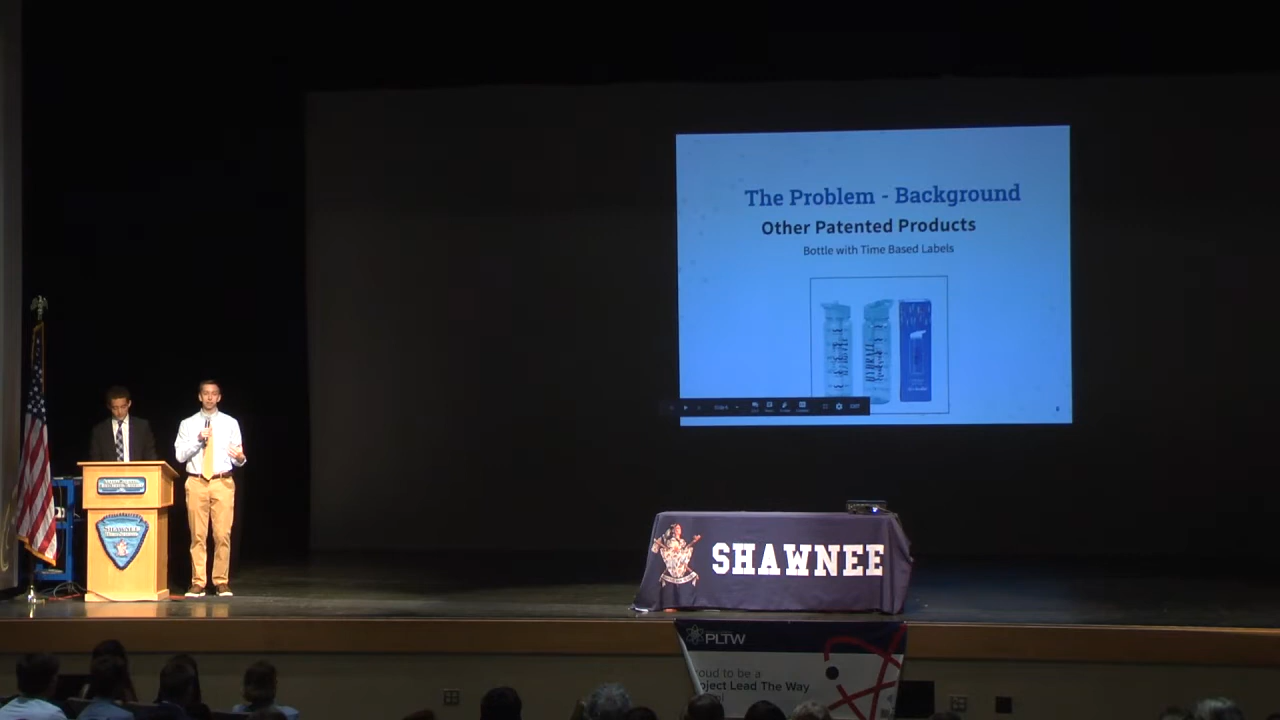 The Problem - Background
Other Patented Products
Bottle with Time Based Labels
SHAWNEE
SHAWNEE
PLTW
oud to be a
oject Lead The Way